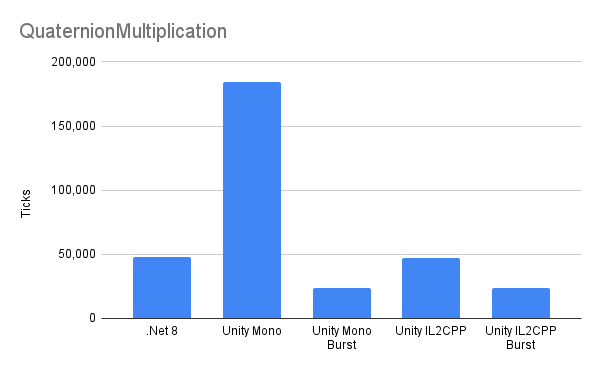 QuaternionMultiplication
200,000
150,000
100,000
50,000
0
Ticks
.Net 8
Unity Mono
Unity Mono
Burst
Unity IL2CPP
Unity IL2CPP
Burst